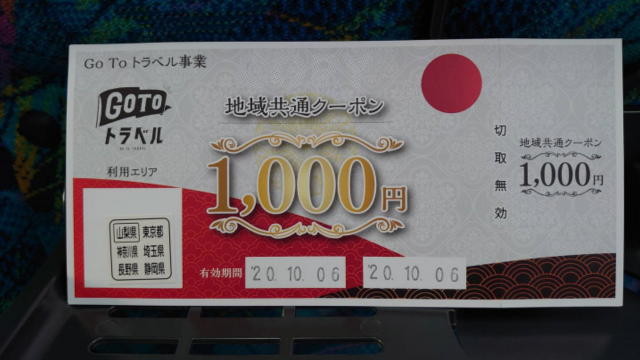 Go To トラベル事業
GOTO
トラベル
地域共通クーポン
1,000円
利用エリア
山梨県 東京都
神奈川県 埼玉県
長野県 静岡県
有効期間 '20.10.06 '20.10.06
切取無効
地域共通クーポン
1,000円